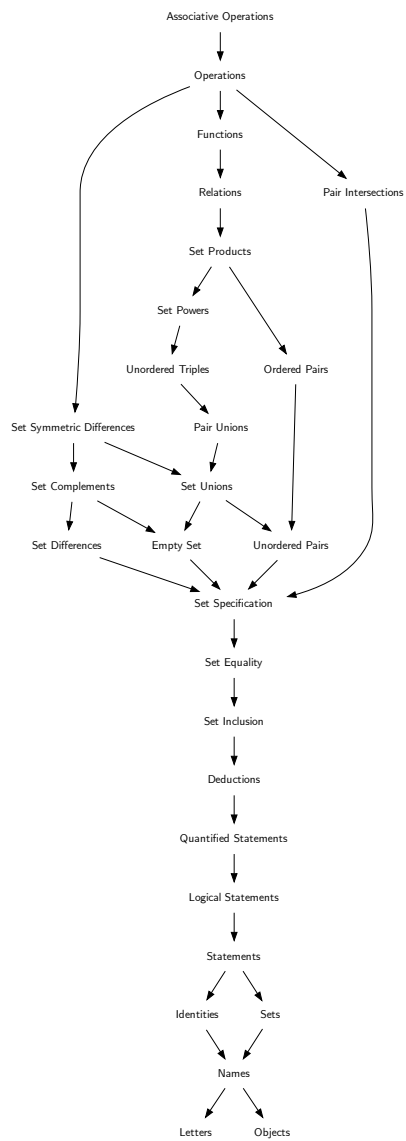 Associative Operations
Operations
Functions
Relations
Pair Intersections
Set Products
Set Powers
Unordered Triples
Ordered Pairs
Set Symmetric Differences
Pair Unions
Set Complements
Set Unions
Set Differences
Empty Set
Unordered Pairs
Set Specification
Set Equality
Set Inclusion
Deductions
Quantified Statements
Logical Statements
Statements
Identities
Sets
Names
Letters
Objects